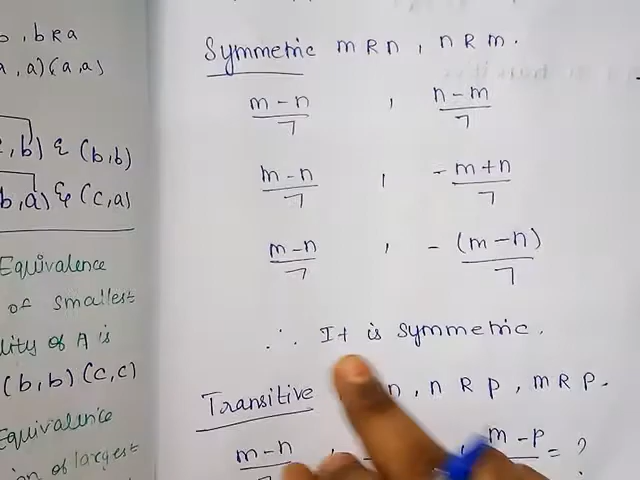 b, bRa
a, a) (a, a)
, b) & (b, b)
b, a) & (c, a)
Equivalence
of smallest
lity of A is
(b, b) (c, c)
Equivalence
of largest
Symmetric m R n , n R m .
m - n / 7 , n - m / 7
m - n / 7 , - m + n / 7
m - n / 7 , - (m - n) / 7
∴ It is symmetric .
Transitive n , n R p , m R p .
m - n , m - p = ?